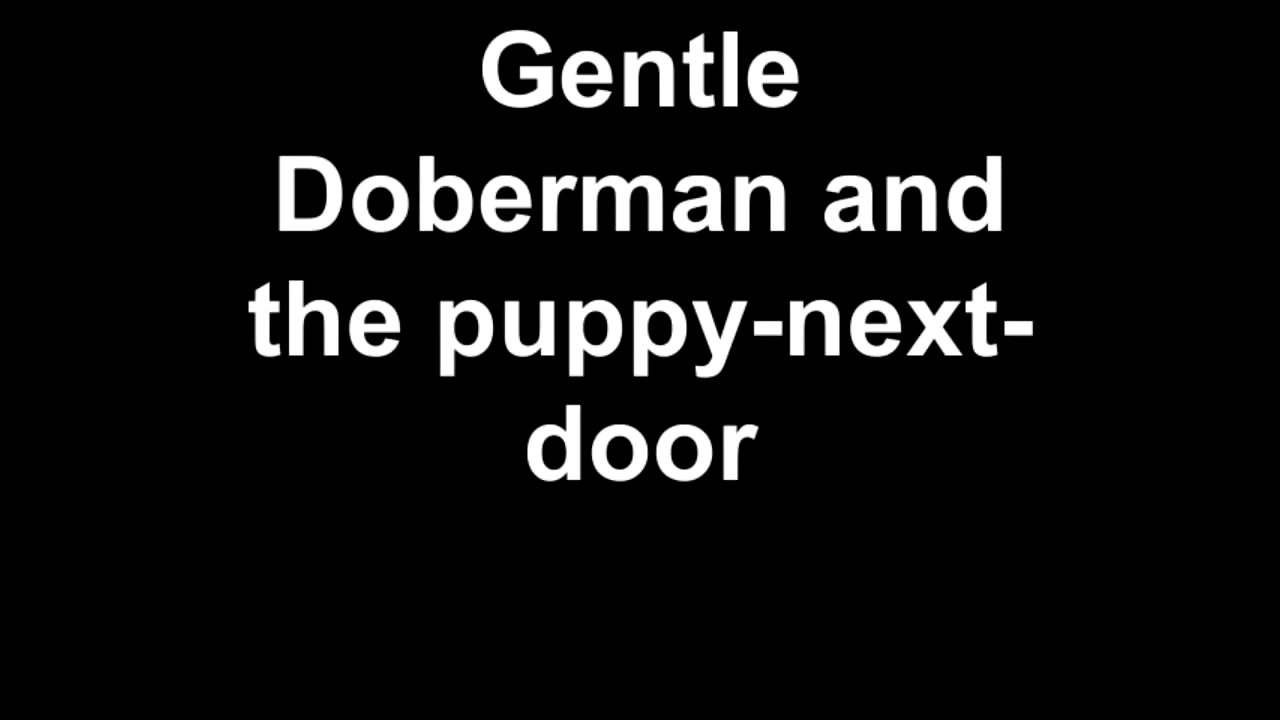 Gentle
Doberman and
the puppy-next-
door